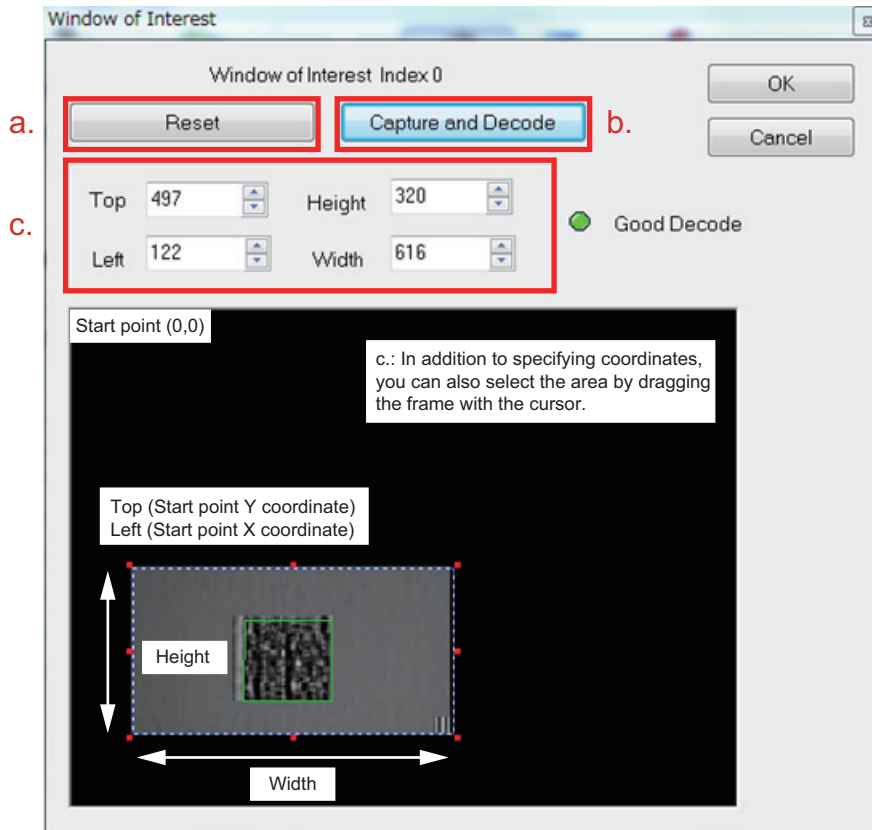 Window of Interest
Window of Interest Index 0
a.
Reset
Capture and Decode
b.
OK
Cancel
c.
Top 497 Height 320
Left 122 Width 616
Good Decode
Start point (0,0)
c.: In addition to specifying coordinates,
you can also select the area by dragging
the frame with the cursor.
Top (Start point Y coordinate)
Left (Start point X coordinate)
Height
Width